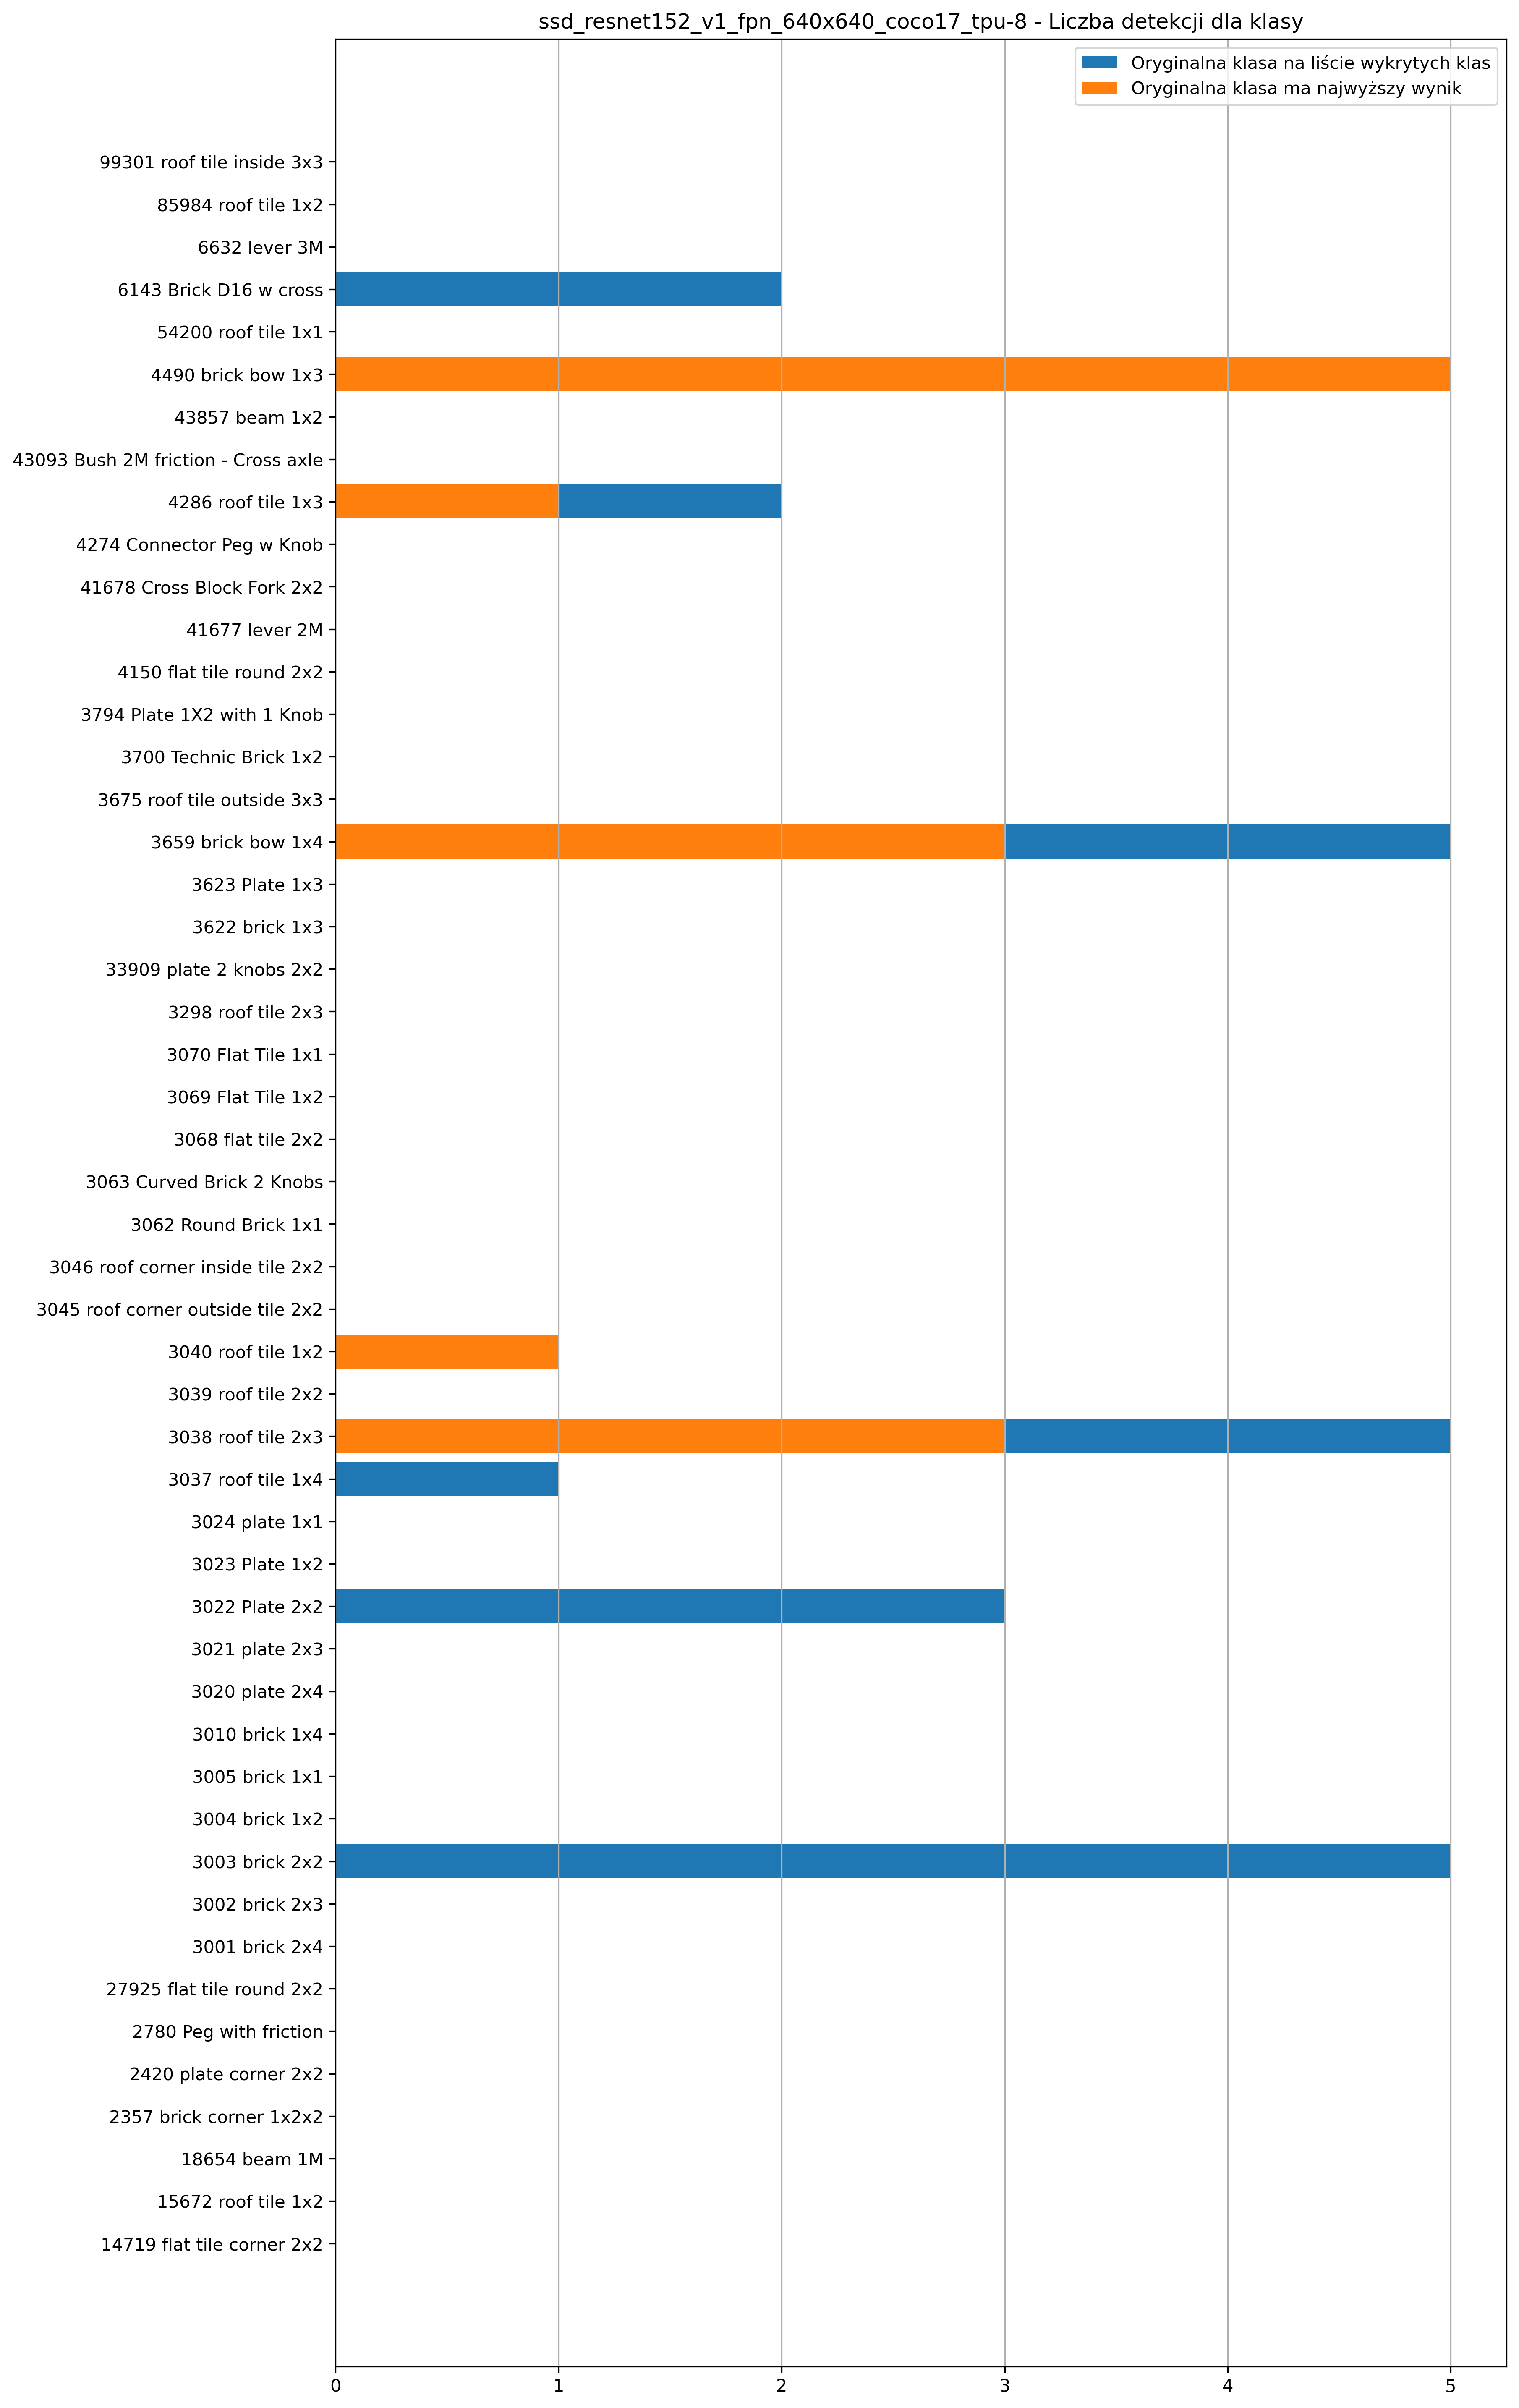 ssd_resnet152_v1_fpn_640x640_coco17_tpu-8 - Liczba detekcji dla klasy
Oryginalna klasa na liście wykrytych klas
Oryginalna klasa ma najwyższy wynik
99301 roof tile inside 3x3
85984 roof tile 1x2
6632 lever 3M
6143 Brick D16 w cross
54200 roof tile 1x1
4490 brick bow 1x3
43857 beam 1x2
43093 Bush 2M friction - Cross axle
4286 roof tile 1x3
4274 Connector Peg w Knob
41678 Cross Block Fork 2x2
41677 lever 2M
4150 flat tile round 2x2
3794 Plate 1X2 with 1 Knob
3700 Technic Brick 1x2
3675 roof tile outside 3x3
3659 brick bow 1x4
3623 Plate 1x3
3622 brick 1x3
33909 plate 2 knobs 2x2
3298 roof tile 2x3
3070 Flat Tile 1x1
3069 Flat Tile 1x2
3068 flat tile 2x2
3063 Curved Brick 2 Knobs
3062 Round Brick 1x1
3046 roof corner inside tile 2x2
3045 roof corner outside tile 2x2
3040 roof tile 1x2
3039 roof tile 2x2
3038 roof tile 2x3
3037 roof tile 1x4
3024 plate 1x1
3023 Plate 1x2
3022 Plate 2x2
3021 plate 2x3
3020 plate 2x4
3010 brick 1x4
3005 brick 1x1
3004 brick 1x2
3003 brick 2x2
3002 brick 2x3
3001 brick 2x4
27925 flat tile round 2x2
2780 Peg with friction
2420 plate corner 2x2
2357 brick corner 1x2x2
18654 beam 1M
15672 roof tile 1x2
14719 flat tile corner 2x2
0 1 2 3 4 5